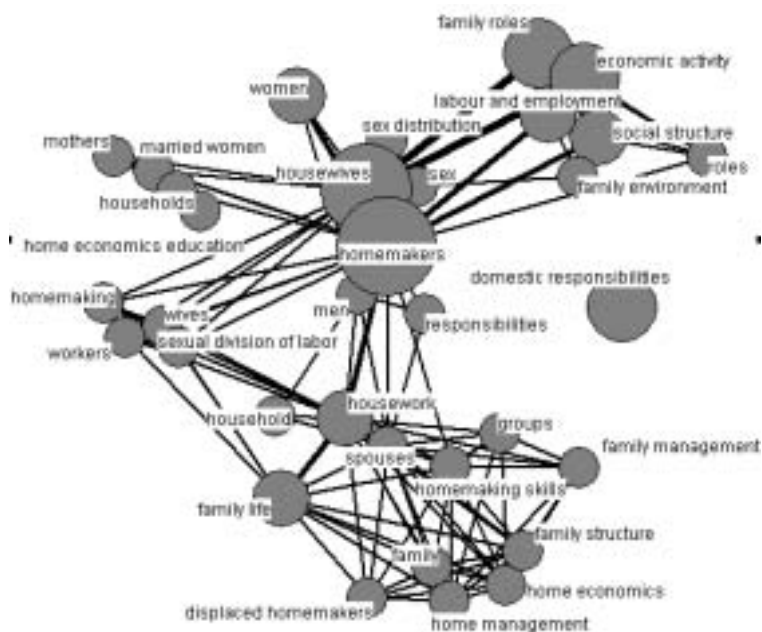 family roles
economic activity
women
labour and employment
sex distribution
social structure
mothers
married women
housewives
sex
roles
family environment
households
home economics education
homemakers
domestic responsibilities
homemaking
men
wives
responsibilities
sexual division of labor
workers
housework
household
groups
family management
spouses
homemaking skills
family life
family structure
family
home economics
displaced homemakers
home management